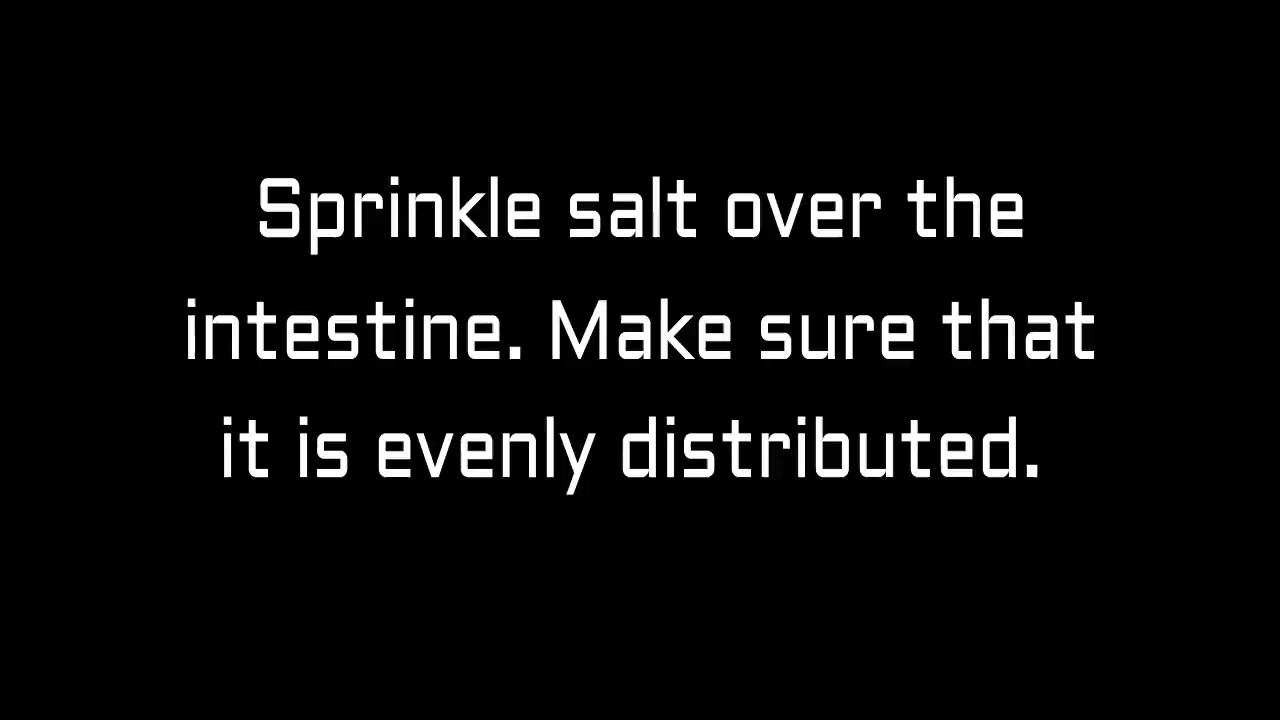 Sprinkle salt over the
intestine. Make sure that
it is evenly distributed.